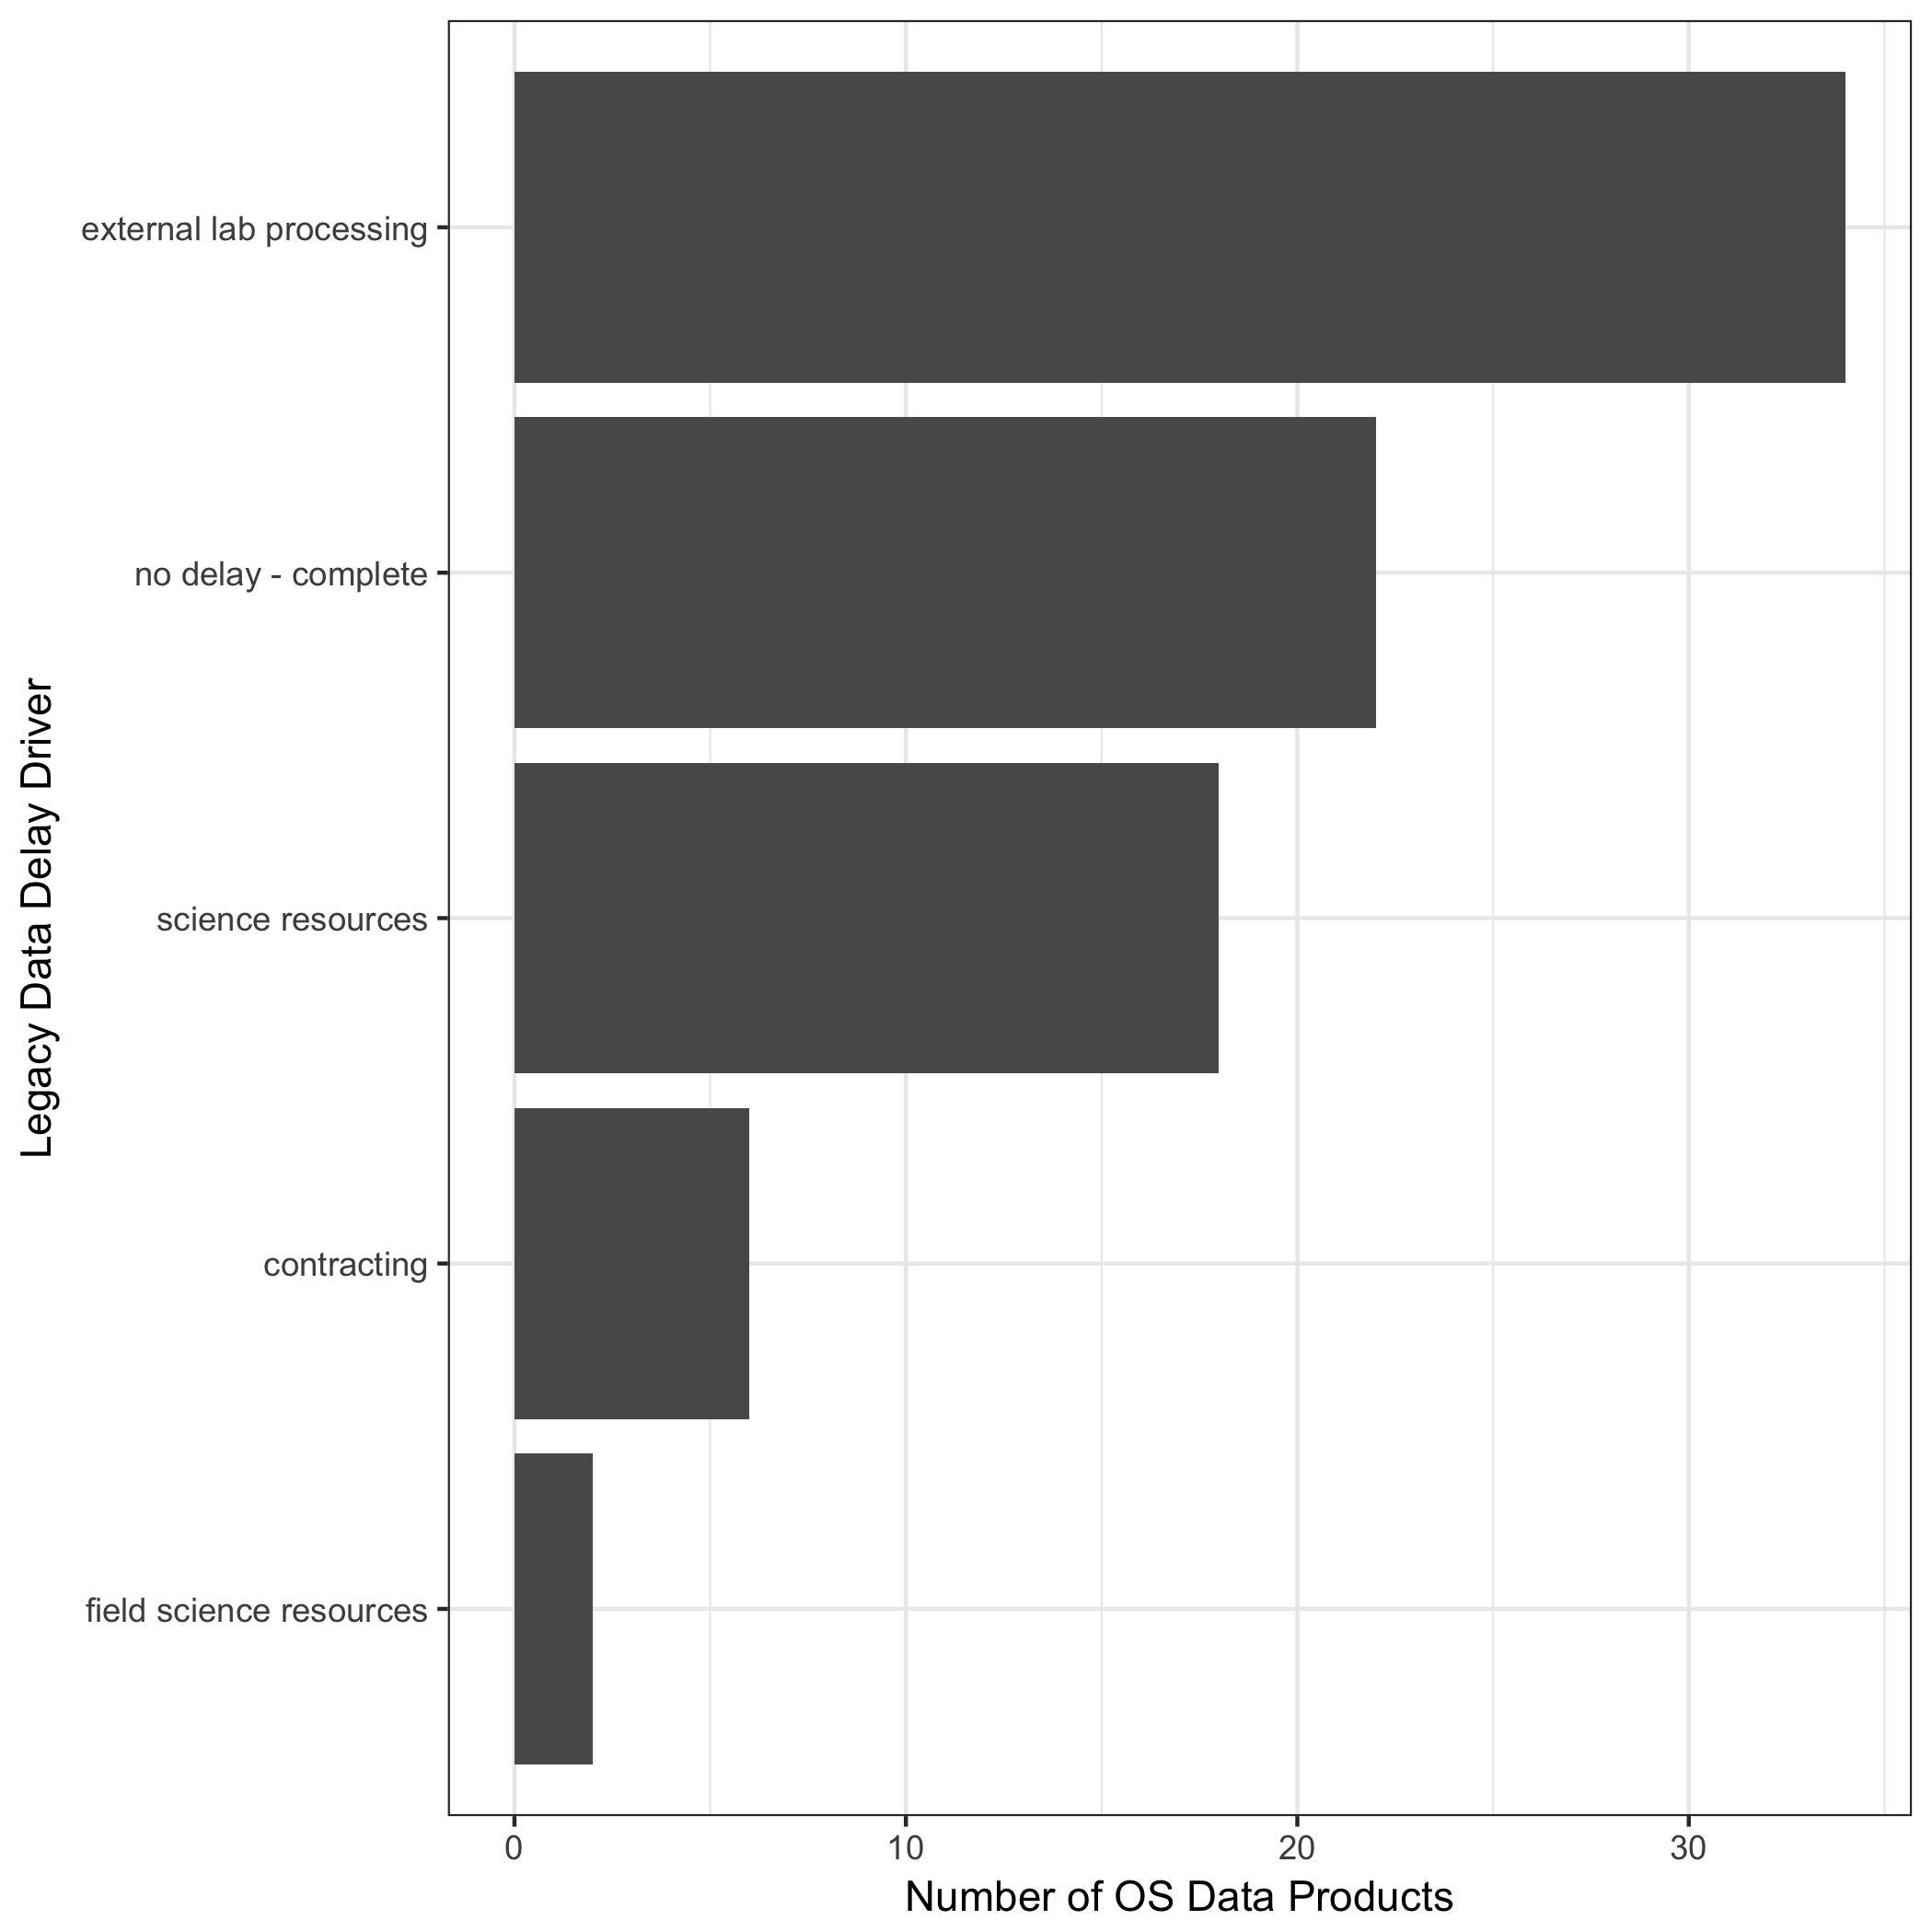 external lab processing
no delay - complete
science resources
contracting
field science resources
Legacy Data Delay Driver
0 10 20 30
Number of OS Data Products